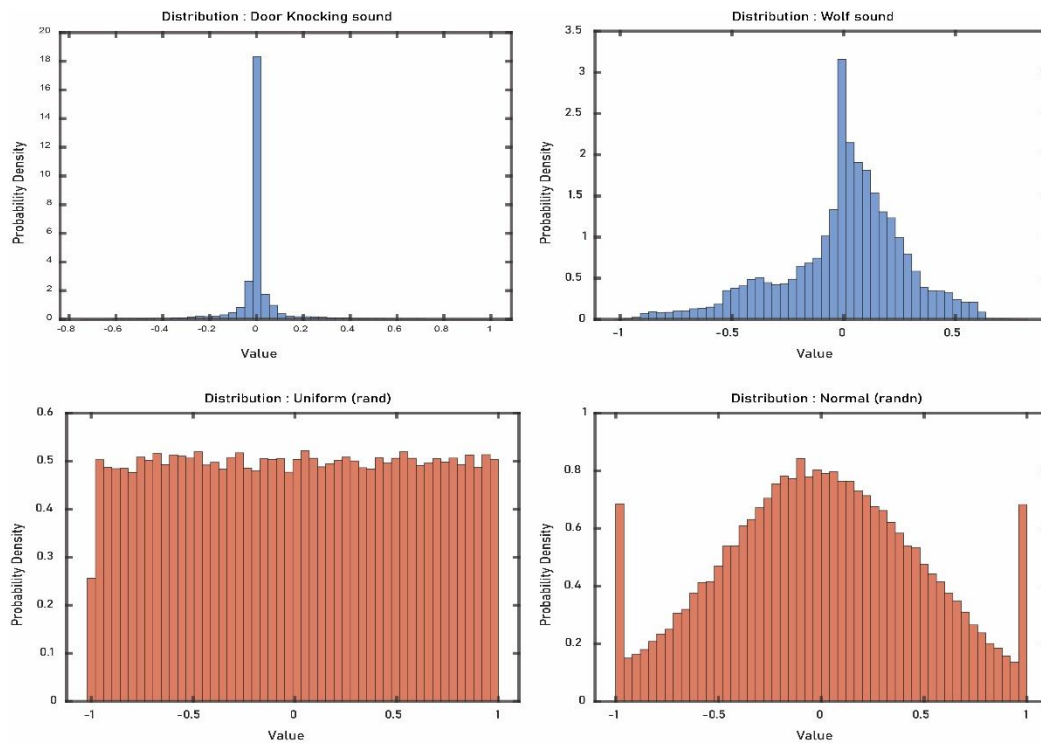 Distribution : Door Knocking sound
20
18
16
14
12
10
8
6
4
2
0
Probability Density
-0.8 -0.6 -0.4 -0.2 0 0.2 0.4 0.6 0.8 1
Value
Distribution : Wolf sound
3.5
3
2.5
2
1.5
1
0.5
0
Probability Density
-1 -0.5 0 0.5
Value
Distribution : Uniform (rand)
0.6
0.5
0.4
0.3
0.2
0.1
0
Probability Density
-1 -0.5 0 0.5 1
Value
Distribution : Normal (randn)
1
0.8
0.6
0.4
0.2
0
Probability Density
-1 -0.5 0 0.5 1
Value